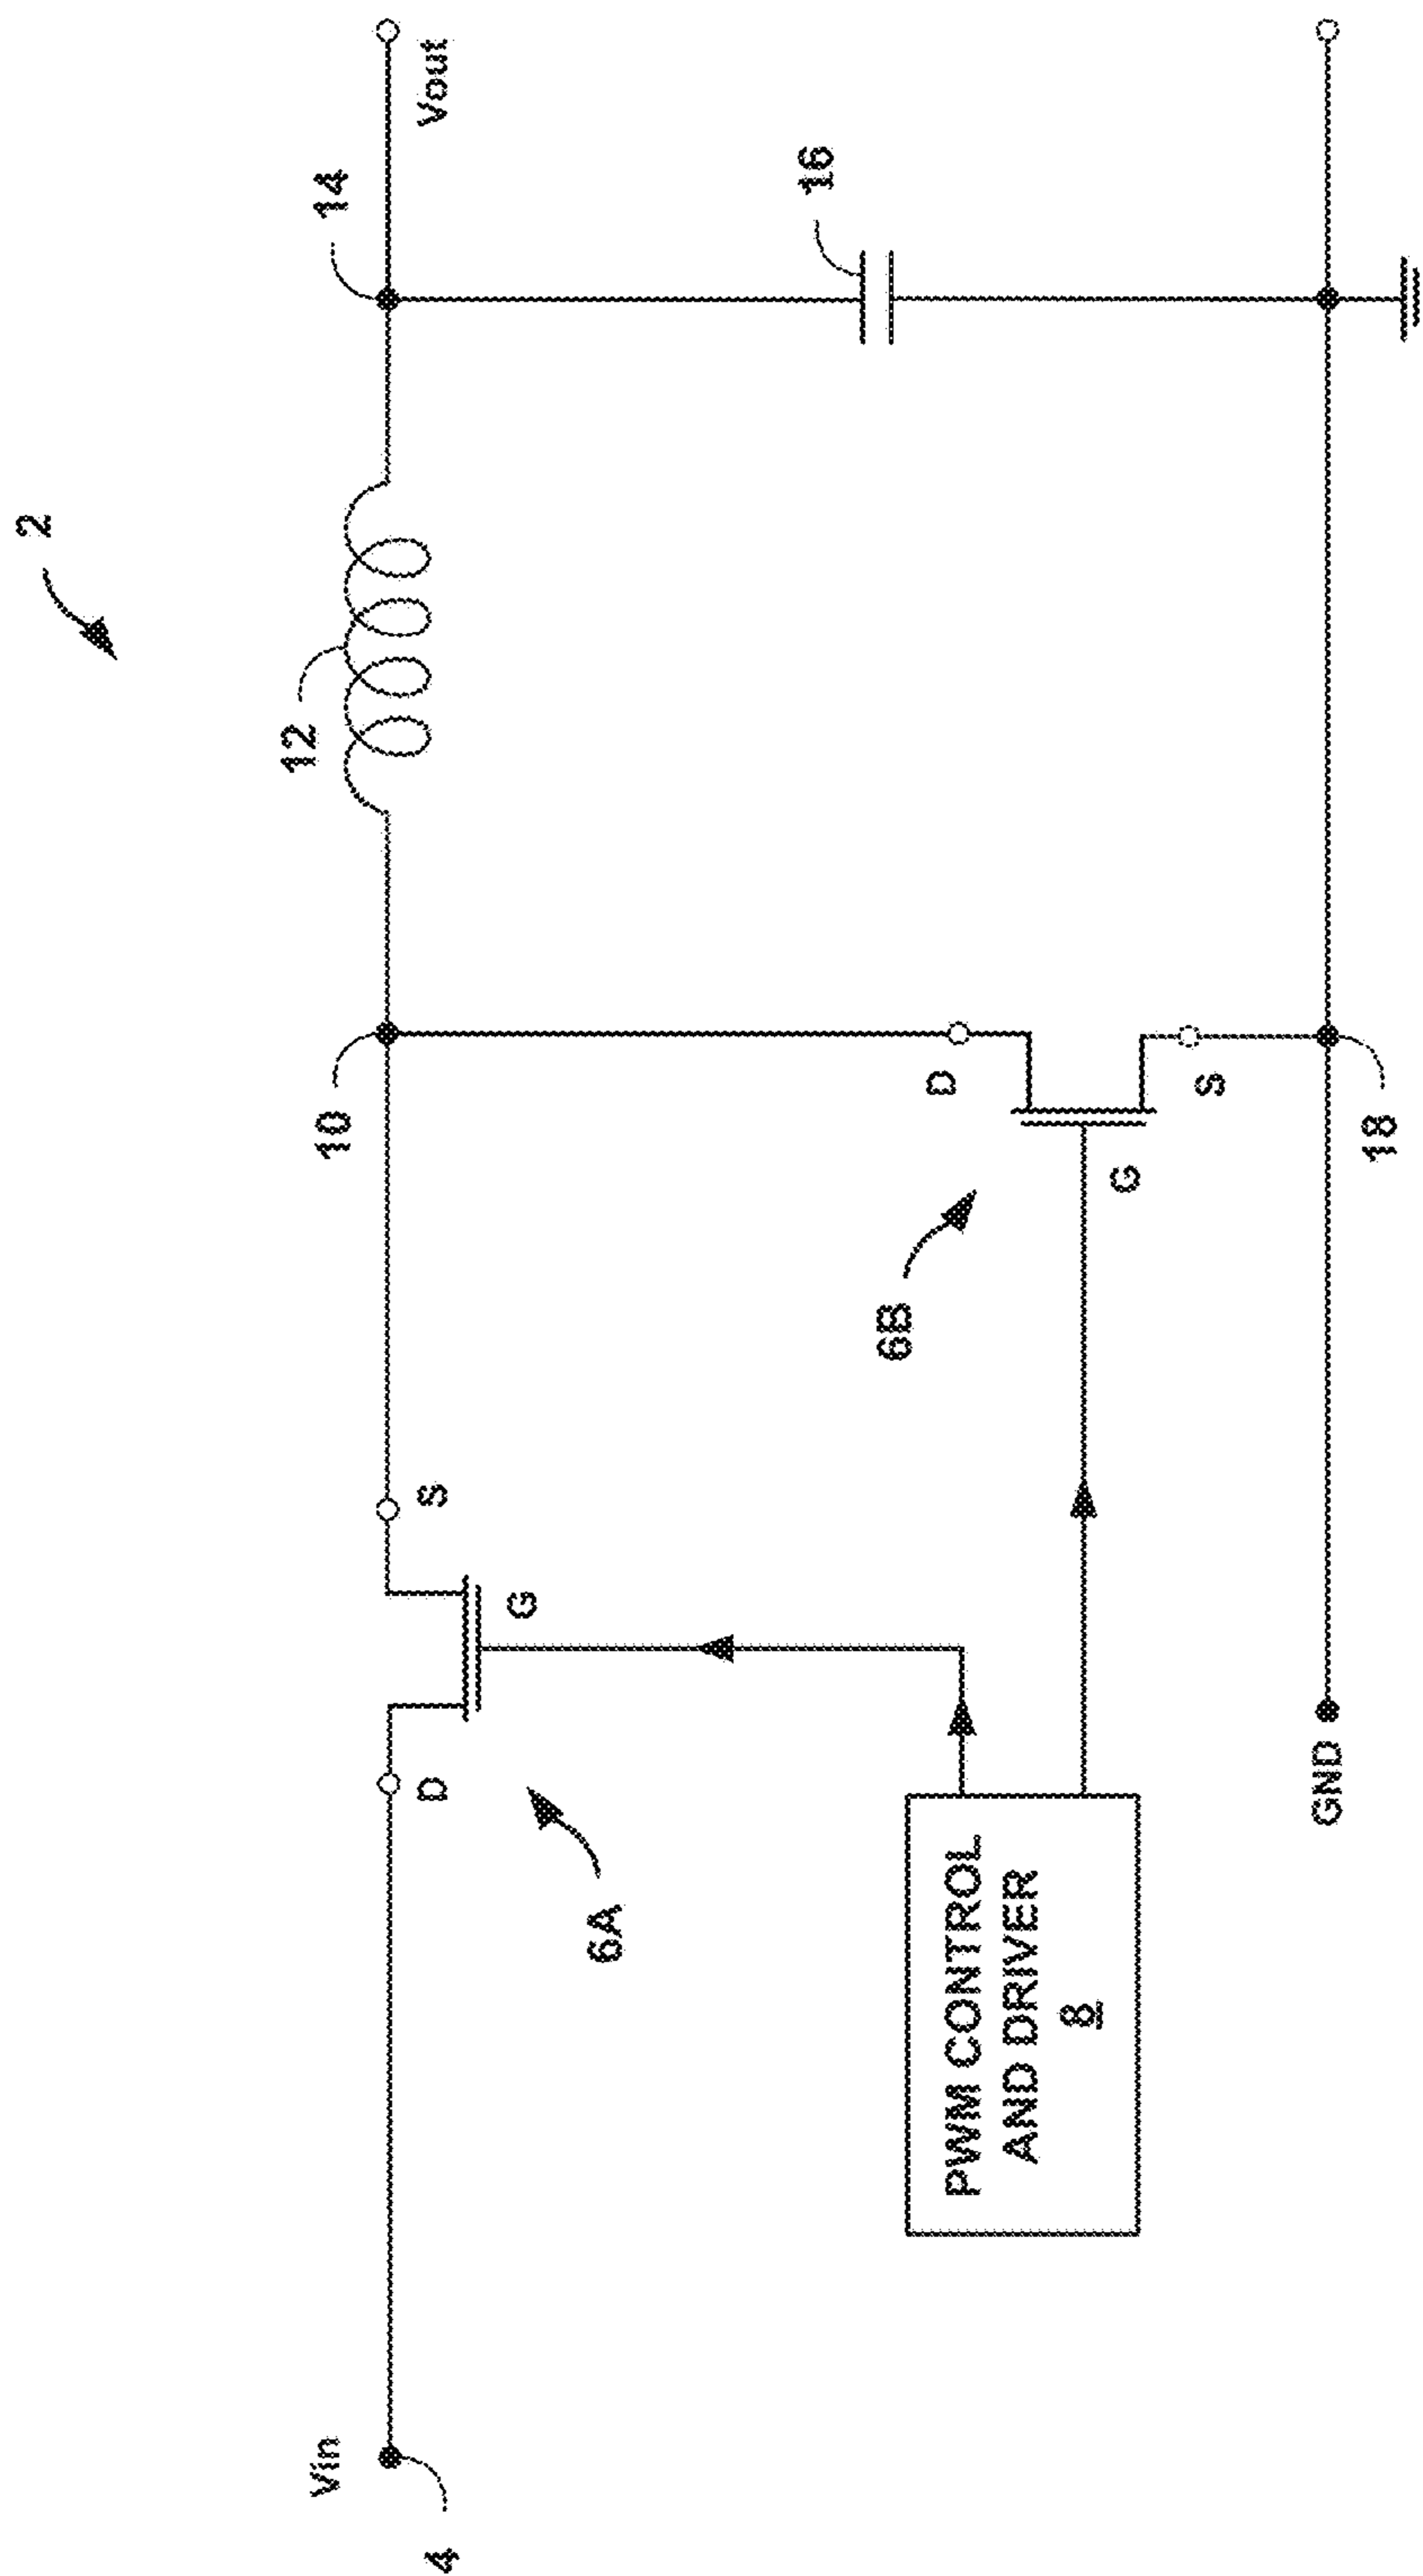 2
Vin
4
D
S
G
6A
10
12
14
Vout
16
D
G
S
6B
PWM CONTROL
AND DRIVER
8
GND
18